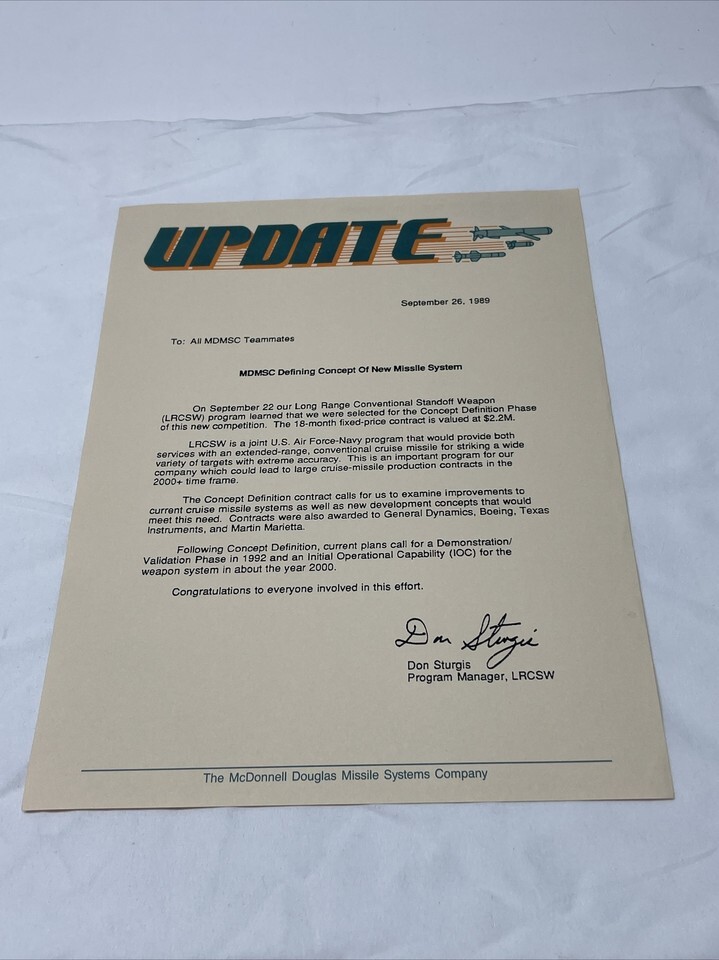 UPDATE
September 26, 1989
To: All MDMSC Teammates
MDMSC Defining Concept Of New Missile System
On September 22 our Long Range Conventional Standoff Weapon
(LRCSW) program learned that we were selected for the Concept Definition Phase
of this new competition. The 18-month fixed-price contract is valued at $2.2M.
LRCSW is a joint U.S. Air Force-Navy program that would provide both
services with an extended-range, conventional cruise missile for striking a wide
variety of targets with extreme accuracy. This is an important program for our
company which could lead to large cruise-missile production contracts in the
2000+ time frame.
The Concept Definition contract calls for us to examine improvements to
current cruise missile systems as well as new development concepts that would
meet this need. Contracts were also awarded to General Dynamics, Boeing, Texas
Instruments, and Martin Marietta.
Following Concept Definition, current plans call for a Demonstration/
Validation Phase in 1992 and an Initial Operational Capability (IOC) for the
weapon system in about the year 2000.
Congratulations to everyone involved in this effort.
Don Sturgis
Don Sturgis
Program Manager, LRCSW
The McDonnell Douglas Missile Systems Company